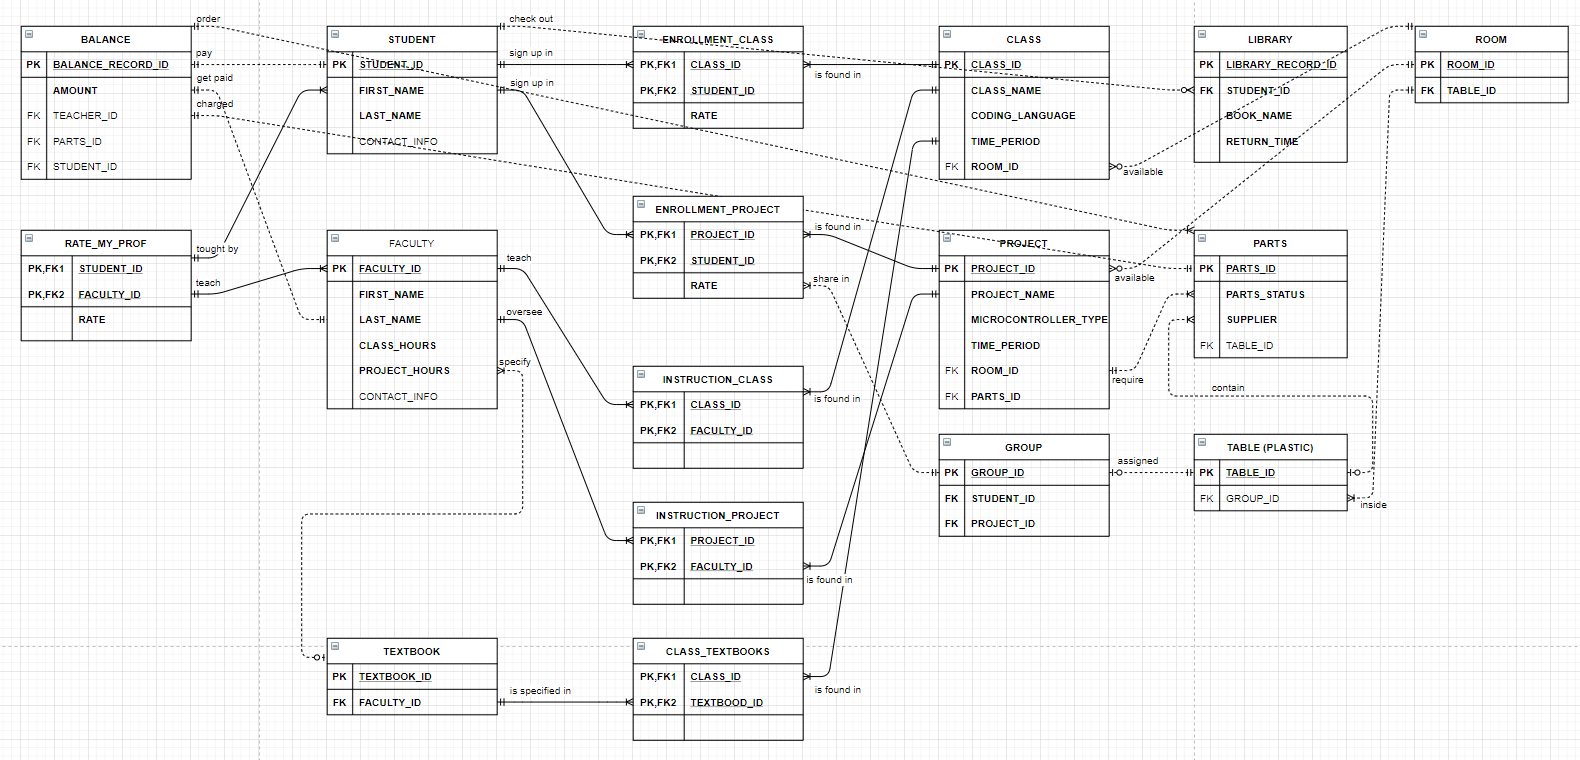 order
BALANCE
PK BALANCE_RECORD_ID
AMOUNT
FK TEACHER_ID
FK PARTS_ID
FK STUDENT_ID
pay
get paid
charged
STUDENT
PK STUDENT_ID
FIRST_NAME
LAST_NAME
CONTACT_INFO
check out
sign up in
sign up in
ENROLLMENT_CLASS
PK,FK1 CLASS_ID
PK,FK2 STUDENT_ID
RATE
is found in
CLASS
PK CLASS_ID
CLASS_NAME
CODING_LANGUAGE
TIME_PERIOD
FK ROOM_ID
available
LIBRARY
PK LIBRARY_RECORD_ID
FK STUDENT_ID
BOOK_NAME
RETURN_TIME
ROOM
PK ROOM_ID
FK TABLE_ID
RATE_MY_PROF
PK,FK1 STUDENT_ID
PK,FK2 FACULTY_ID
RATE
tought by
teach
FACULTY
PK FACULTY_ID
FIRST_NAME
LAST_NAME
CLASS_HOURS
PROJECT_HOURS
CONTACT_INFO
teach
oversee
specify
ENROLLMENT_PROJECT
PK,FK1 PROJECT_ID
PK,FK2 STUDENT_ID
RATE
is found in
share in
PROJECT
PK PROJECT_ID
PROJECT_NAME
MICROCONTROLLER_TYPE
TIME_PERIOD
FK ROOM_ID
FK PARTS_ID
available
require
PARTS
PK PARTS_ID
PARTS_STATUS
SUPPLIER
FK TABLE_ID
contain
INSTRUCTION_CLASS
PK,FK1 CLASS_ID
PK,FK2 FACULTY_ID
is found in
GROUP
PK GROUP_ID
FK STUDENT_ID
FK PROJECT_ID
assigned
TABLE (PLASTIC)
PK TABLE_ID
FK GROUP_ID
inside
INSTRUCTION_PROJECT
PK,FK1 PROJECT_ID
PK,FK2 FACULTY_ID
is found in
TEXTBOOK
PK TEXTBOOK_ID
FK FACULTY_ID
is specified in
CLASS_TEXTBOOKS
PK,FK1 CLASS_ID
PK,FK2 TEXTBOOD_ID
is found in